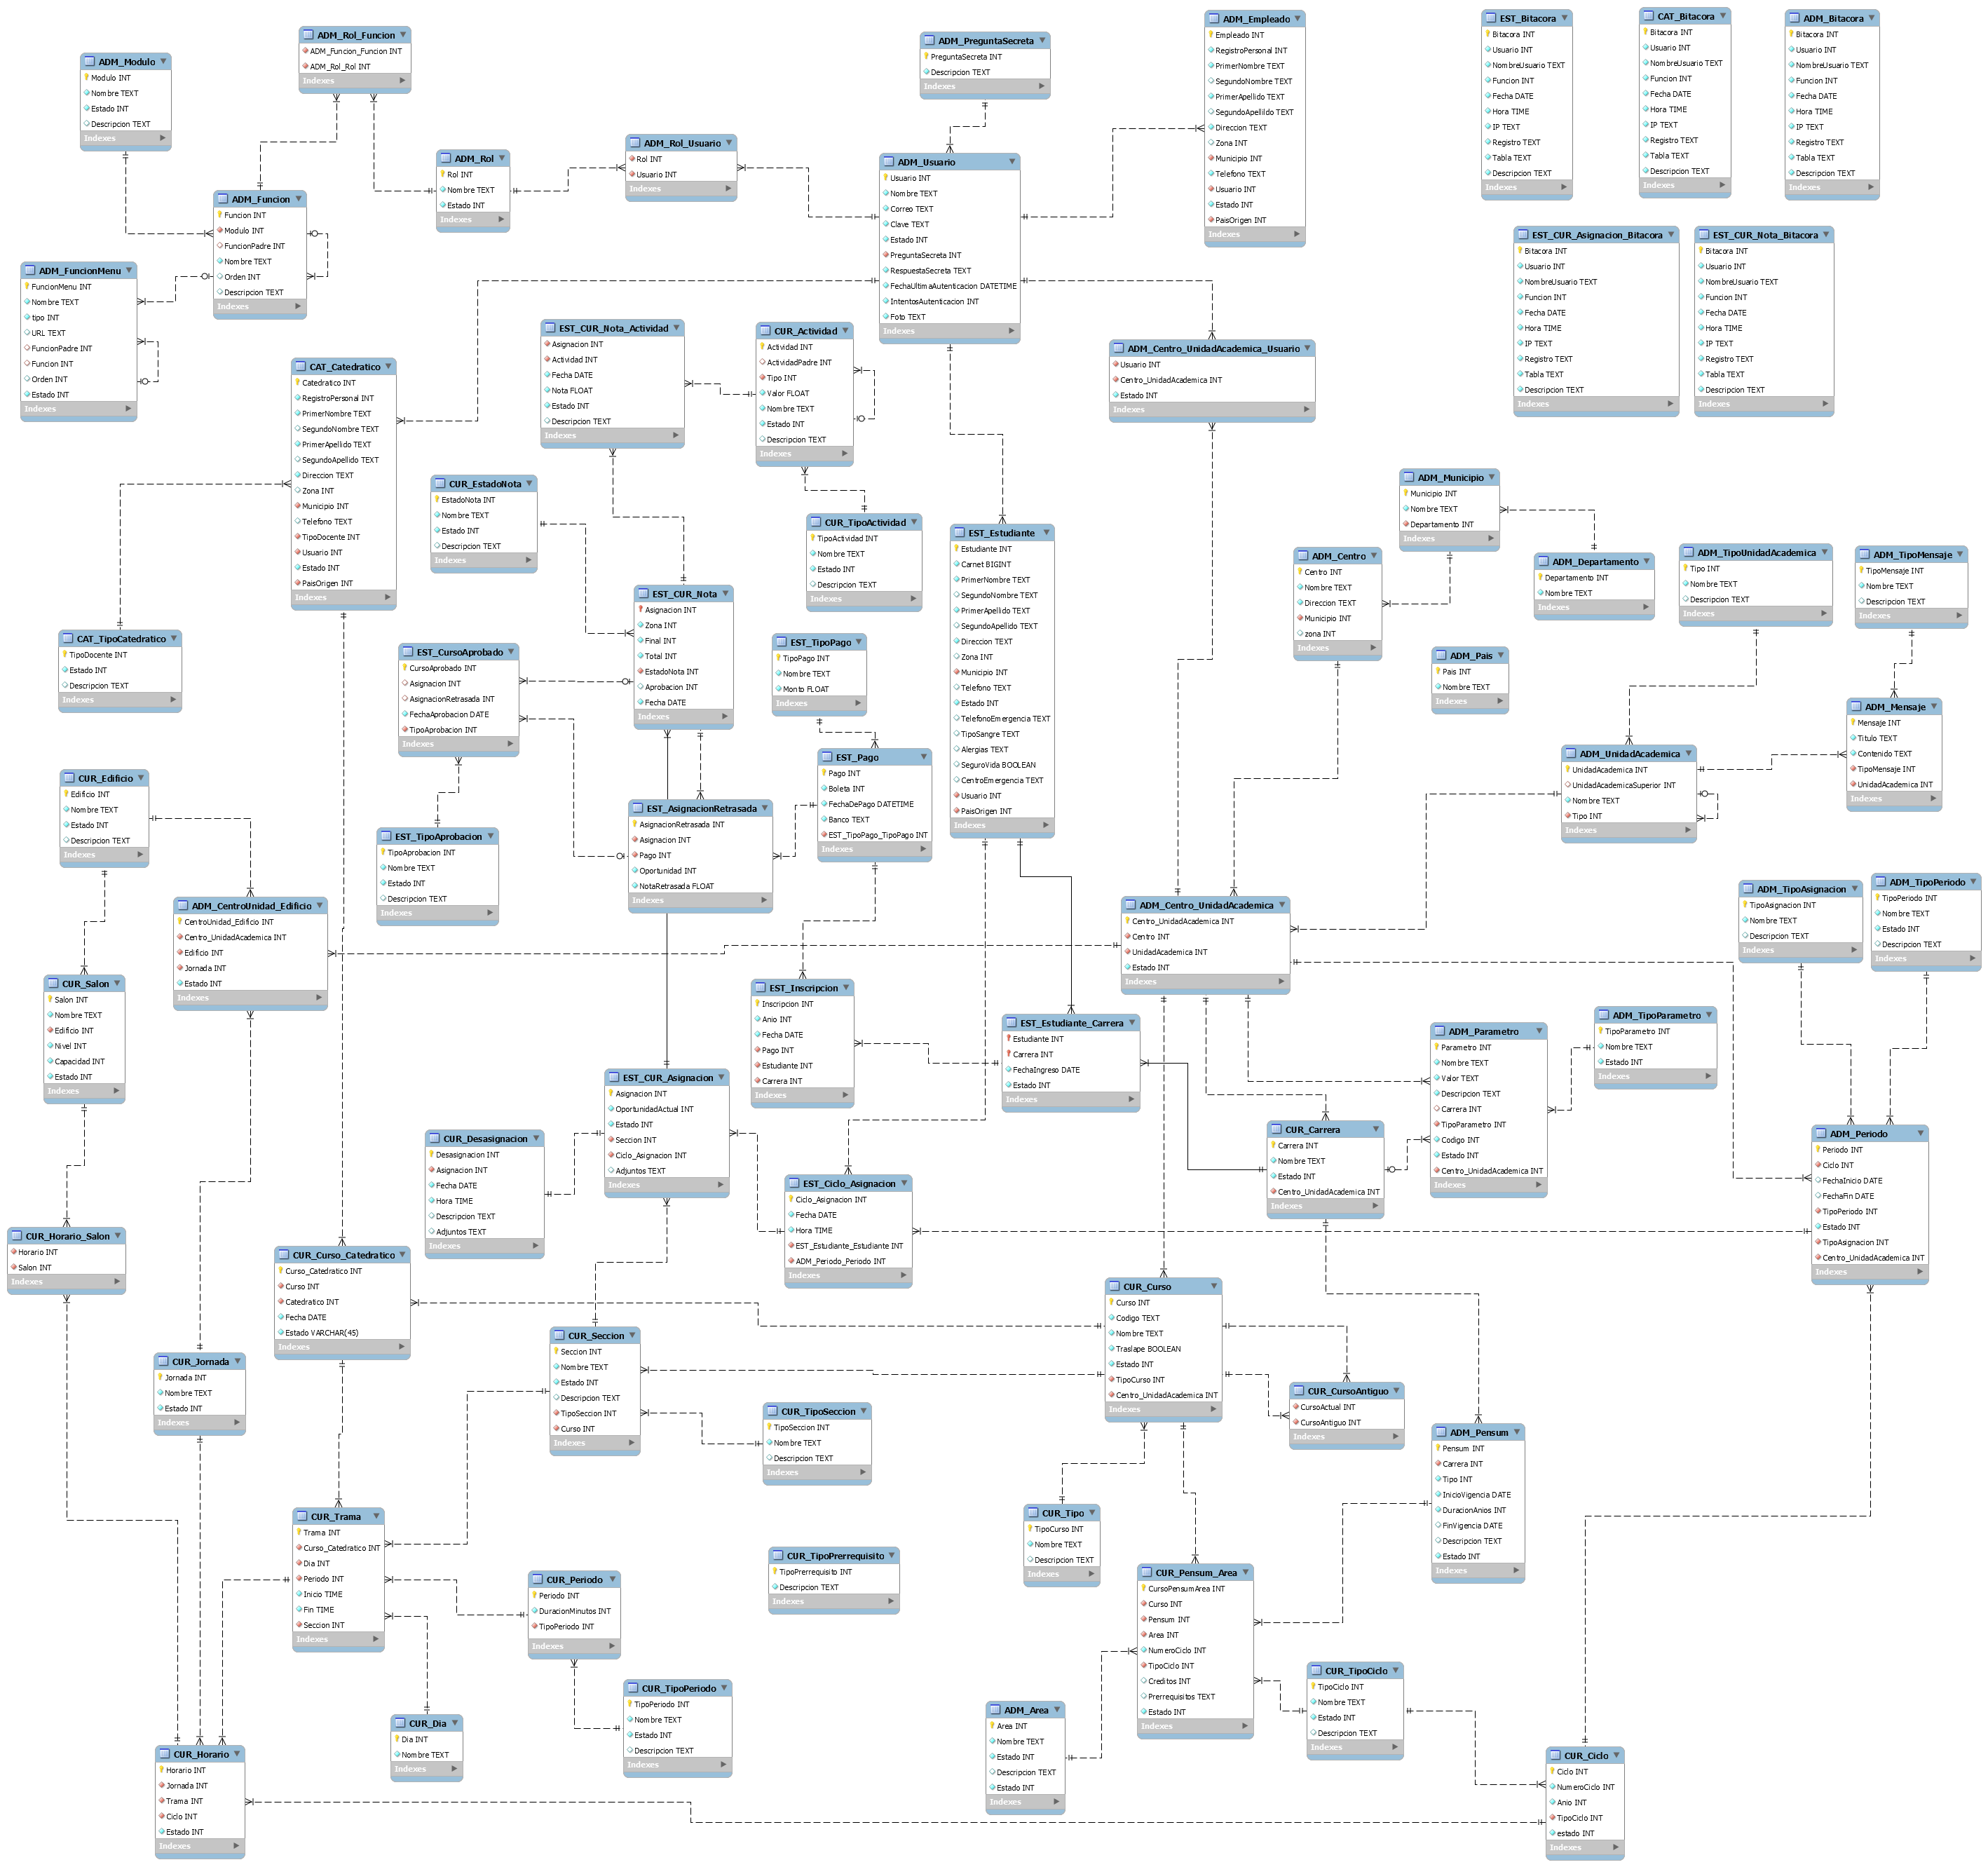 ADM_Modulo
Modulo INT
Nombre TEXT
Estado INT
Descripcion TEXT
Indexes
ADM_Rol_Funcion
ADM_Funcion_Funcion INT
ADM_Rol_Rol INT
Indexes
ADM_Rol
Rol INT
Nombre TEXT
Estado INT
Indexes
ADM_Rol_Usuario
Rol INT
Usuario INT
Indexes
ADM_PreguntaSecreta
PreguntaSecreta INT
Descripcion TEXT
Indexes
ADM_Usuario
Usuario INT
Nombre TEXT
Correo TEXT
Clave TEXT
Estado INT
PreguntaSecreta INT
RespuestaSecreta TEXT
FechaUltimaAutenticacion DATETIME
IntentosAutenticacion INT
Foto TEXT
Indexes
ADM_Empleado
Empleado INT
RegistroPersonal INT
PrimerNombre TEXT
SegundoNombre TEXT
PrimerApellido TEXT
SegundoApelildo TEXT
Direccion TEXT
Zona INT
Municipio INT
Telefono TEXT
Usuario INT
Estado INT
PaisOrigen INT
Indexes
EST_Bitacora
Bitacora INT
Usuario INT
NombreUsuario TEXT
Funcion INT
Fecha DATE
Hora TIME
IP TEXT
Registro TEXT
Tabla TEXT
Descripcion TEXT
Indexes
CAT_Bitacora
Bitacora INT
Usuario INT
NombreUsuario TEXT
Funcion INT
Fecha DATE
Hora TIME
IP TEXT
Registro TEXT
Tabla TEXT
Descripcion TEXT
Indexes
ADM_Bitacora
Bitacora INT
Usuario INT
NombreUsuario TEXT
Funcion INT
Fecha DATE
Hora TIME
IP TEXT
Registro TEXT
Tabla TEXT
Descripcion TEXT
Indexes
EST_CUR_Asignacion_Bitacora
Bitacora INT
Usuario INT
NombreUsuario TEXT
Funcion INT
Fecha DATE
Hora TIME
IP TEXT
Registro TEXT
Tabla TEXT
Descripcion TEXT
Indexes
EST_CUR_Nota_Bitacora
Bitacora INT
Usuario INT
NombreUsuario TEXT
Funcion INT
Fecha DATE
Hora TIME
IP TEXT
Registro TEXT
Tabla TEXT
Descripcion TEXT
Indexes
ADM_Funcion
Funcion INT
Modulo INT
FuncionPadre INT
Nombre TEXT
Orden INT
Descripcion TEXT
Indexes
ADM_FuncionMenu
FuncionMenu INT
Nombre TEXT
tipo INT
URL TEXT
FuncionPadre INT
Funcion INT
Orden INT
Estado INT
Indexes
CAT_Catedratico
Catedratico INT
RegistroPersonal INT
PrimerNombre TEXT
SegundoNombre TEXT
PrimerApellido TEXT
SegundoApellido TEXT
Direccion TEXT
Zona INT
Municipio INT
Telefono TEXT
TipoDocente INT
Usuario INT
Estado INT
PaisOrigen INT
Indexes
EST_CUR_Nota_Actividad
Asignacion INT
Actividad INT
Fecha DATE
Nota FLOAT
Estado INT
Descripcion TEXT
Indexes
CUR_Actividad
Actividad INT
ActividadPadre INT
Tipo INT
Valor FLOAT
Nombre TEXT
Estado INT
Descripcion TEXT
Indexes
ADM_Centro_UnidadAcademica_Usuario
Usuario INT
Centro_UnidadAcademica INT
Estado INT
Indexes
CUR_EstadoNota
EstadoNota INT
Nombre TEXT
Estado INT
Descripcion TEXT
Indexes
CUR_TipoActividad
TipoActividad INT
Nombre TEXT
Estado INT
Descripcion TEXT
Indexes
EST_Estudiante
Estudiante INT
Carnet BIGINT
PrimerNombre TEXT
SegundoNombre TEXT
PrimerApellido TEXT
SegundoApellido TEXT
Direccion TEXT
Zona INT
Municipio INT
Telefono TEXT
Estado INT
TelefonoEmergencia TEXT
TipoSangre TEXT
Alergias TEXT
SeguroVida BOOLEAN
CentroEmergencia TEXT
Usuario INT
PaisOrigen INT
Indexes
ADM_Municipio
Municipio INT
Nombre TEXT
Departamento INT
Indexes
ADM_Centro
Centro INT
Nombre TEXT
Direccion TEXT
Municipio INT
zona INT
Indexes
ADM_Departamento
Departamento INT
Nombre TEXT
Indexes
ADM_TipoUnidadAcademica
Tipo INT
Nombre TEXT
Descripcion TEXT
Indexes
ADM_TipoMensaje
TipoMensaje INT
Nombre TEXT
Descripcion TEXT
Indexes
CAT_TipoCatedratico
TipoDocente INT
Estado INT
Descripcion TEXT
Indexes
EST_CursoAprobado
CursoAprobado INT
Asignacion INT
AsignacionRetrasada INT
FechaAprobacion DATE
TipoAprobacion INT
Indexes
EST_CUR_Nota
Asignacion INT
Zona INT
Final INT
Total INT
EstadoNota INT
Aprobacion INT
Fecha DATE
Indexes
EST_TipoPago
TipoPago INT
Nombre TEXT
Monto FLOAT
Indexes
ADM_Pais
Pais INT
Nombre TEXT
Indexes
ADM_Mensaje
Mensaje INT
Titulo TEXT
Contenido TEXT
TipoMensaje INT
UnidadAcademica INT
Indexes
ADM_UnidadAcademica
UnidadAcademica INT
UnidadAcademicaSuperior INT
Nombre TEXT
Tipo INT
Indexes
EST_Pago
Pago INT
Boleta INT
FechaDePago DATETIME
Banco TEXT
EST_TipoPago_TipoPago INT
Indexes
CUR_Edificio
Edificio INT
Nombre TEXT
Estado INT
Descripcion TEXT
Indexes
EST_TipoAprobacion
TipoAprobacion INT
Nombre TEXT
Estado INT
Descripcion TEXT
Indexes
EST_AsignacionRetrasada
AsignacionRetrasada INT
Asignacion INT
Pago INT
Oportunidad INT
NotaRetrasada FLOAT
Indexes
ADM_CentroUnidad_Edificio
CentroUnidad_Edificio INT
Centro_UnidadAcademica INT
Edificio INT
Jornada INT
Estado INT
Indexes
ADM_Centro_UnidadAcademica
Centro_UnidadAcademica INT
Centro INT
UnidadAcademica INT
Estado INT
Indexes
ADM_TipoAsignacion
TipoAsignacion INT
Nombre TEXT
Descripcion TEXT
Indexes
ADM_TipoPeriodo
TipoPeriodo INT
Nombre TEXT
Estado INT
Descripcion TEXT
Indexes
CUR_Salon
Salon INT
Nombre TEXT
Edificio INT
Nivel INT
Capacidad INT
Estado INT
Indexes
EST_Inscripcion
Inscripcion INT
Anio INT
Fecha DATE
Pago INT
Estudiante INT
Carrera INT
Indexes
EST_Estudiante_Carrera
Estudiante INT
Carrera INT
FechaIngreso DATE
Estado INT
Indexes
ADM_Parametro
Parametro INT
Nombre TEXT
Valor TEXT
Descripcion TEXT
Carrera INT
TipoParametro INT
Codigo INT
Estado INT
Centro_UnidadAcademica INT
Indexes
ADM_TipoParametro
TipoParametro INT
Nombre TEXT
Estado INT
Indexes
EST_CUR_Asignacion
Asignacion INT
OportunidadActual INT
Estado INT
Seccion INT
Ciclo_Asignacion INT
Adjuntos TEXT
Indexes
CUR_Desasignacion
Desasignacion INT
Asignacion INT
Fecha DATE
Hora TIME
Descripcion TEXT
Adjuntos TEXT
Indexes
EST_Ciclo_Asignacion
Ciclo_Asignacion INT
Fecha DATE
Hora TIME
EST_Estudiante_Estudiante INT
ADM_Periodo_Periodo INT
Indexes
CUR_Carrera
Carrera INT
Nombre TEXT
Estado INT
Centro_UnidadAcademica INT
Indexes
ADM_Periodo
Periodo INT
Ciclo INT
FechaInicio DATE
FechaFin DATE
TipoPeriodo INT
Estado INT
TipoAsignacion INT
Centro_UnidadAcademica INT
Indexes
CUR_Horario_Salon
Horario INT
Salon INT
Indexes
CUR_Curso_Catedratico
Curso_Catedratico INT
Curso INT
Catedratico INT
Fecha DATE
Estado VARCHAR(45)
Indexes
CUR_Curso
Curso INT
Codigo TEXT
Nombre TEXT
Traslape BOOLEAN
Estado INT
TipoCurso INT
Centro_UnidadAcademica INT
Indexes
CUR_Jornada
Jornada INT
Nombre TEXT
Estado INT
Indexes
CUR_Seccion
Seccion INT
Nombre TEXT
Estado INT
Descripcion TEXT
TipoSeccion INT
Curso INT
Indexes
CUR_TipoSeccion
TipoSeccion INT
Nombre TEXT
Descripcion TEXT
Indexes
CUR_CursoAntiguo
CursoActual INT
CursoAntiguo INT
Indexes
ADM_Pensum
Pensum INT
Carrera INT
Tipo INT
InicioVigencia DATE
DuracionAnios INT
FinVigencia DATE
Descripcion TEXT
Estado INT
Indexes
CUR_Trama
Trama INT
Curso_Catedratico INT
Dia INT
Periodo INT
Inicio TIME
Fin TIME
Seccion INT
Indexes
CUR_Tipo
TipoCurso INT
Nombre TEXT
Descripcion TEXT
Indexes
CUR_TipoPrerrequisito
TipoPrerrequisito INT
Descripcion TEXT
Indexes
CUR_Periodo
Periodo INT
DuracionMinutos INT
TipoPeriodo INT
Indexes
CUR_Pensum_Area
CursoPensumArea INT
Curso INT
Pensum INT
Area INT
NumeroCiclo INT
TipoCiclo INT
Creditos INT
Prerrequisitos TEXT
Estado INT
Indexes
CUR_TipoPeriodo
TipoPeriodo INT
Nombre TEXT
Estado INT
Descripcion TEXT
Indexes
CUR_TipoCiclo
TipoCiclo INT
Nombre TEXT
Estado INT
Descripcion TEXT
Indexes
CUR_Dia
Dia INT
Nombre TEXT
Indexes
ADM_Area
Area INT
Nombre TEXT
Estado INT
Descripcion TEXT
Estado INT
Indexes
CUR_Horario
Horario INT
Jornada INT
Trama INT
Ciclo INT
Estado INT
Indexes
CUR_Ciclo
Ciclo INT
NumeroCiclo INT
Anio INT
TipoCiclo INT
estado INT
Indexes